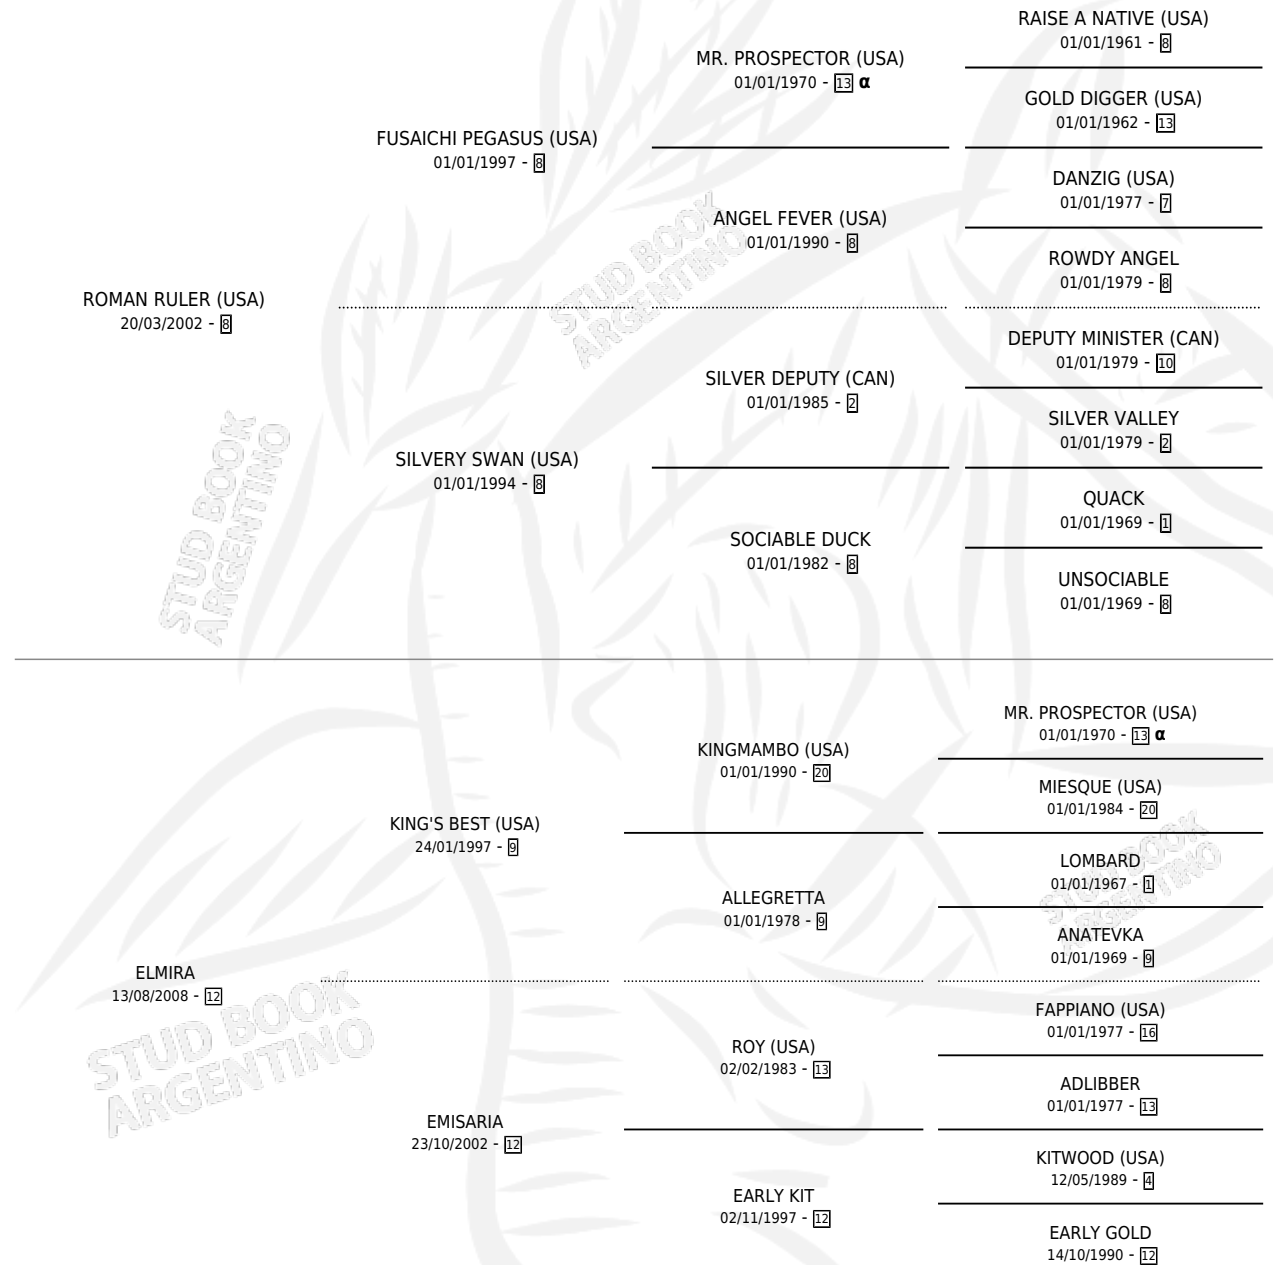 RAISE A NATIVE (USA)
01/01/1961 - 8
MR. PROSPECTOR (USA)
01/01/1970 - 13 α
GOLD DIGGER (USA)
01/01/1962 - 13
FUSAICHI PEGASUS (USA)
01/01/1997 - 8
DANZIG (USA)
01/01/1977 - 7
ANGEL FEVER (USA)
01/01/1990 - 8
ROWDY ANGEL
01/01/1979 - 8
ROMAN RULER (USA)
20/03/2002 - 8
DEPUTY MINISTER (CAN)
01/01/1979 - 10
SILVER DEPUTY (CAN)
01/01/1985 - 2
SILVER VALLEY
01/01/1979 - 2
SILVERY SWAN (USA)
01/01/1994 - 8
QUACK
01/01/1969 - 1
SOCIABLE DUCK
01/01/1982 - 8
UNSOCIABLE
01/01/1969 - 8
MR. PROSPECTOR (USA)
01/01/1970 - 13 α
KINGMAMBO (USA)
01/01/1990 - 20
MIESQUE (USA)
01/01/1984 - 20
KING'S BEST (USA)
24/01/1997 - 9
LOMBARD
01/01/1967 - 1
ALLEGRETTA
01/01/1978 - 9
ANATEVKA
01/01/1969 - 9
ELMIRA
13/08/2008 - 12
FAPPIANO (USA)
01/01/1977 - 16
ROY (USA)
02/02/1983 - 13
ADLIBBER
01/01/1977 - 13
EMISARIA
23/10/2002 - 12
KITWOOD (USA)
12/05/1989 - 4
EARLY KIT
02/11/1997 - 12
EARLY GOLD
14/10/1990 - 12
STUD BOOK
ARGENTINO
STUD BOOK
ARGENTINO
STUD BOOK
ARGENTINO
STUD BOOK
ARGENTINO